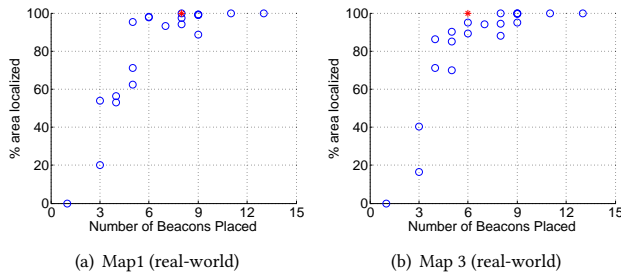 100
80
60
40
20
0
% area localized
0 3 6 9 12 15
Number of Beacons Placed
(a) Map1 (real-world)
100
80
60
40
20
0
% area localized
0 3 6 9 12 15
Number of Beacons Placed
(b) Map 3 (real-world)